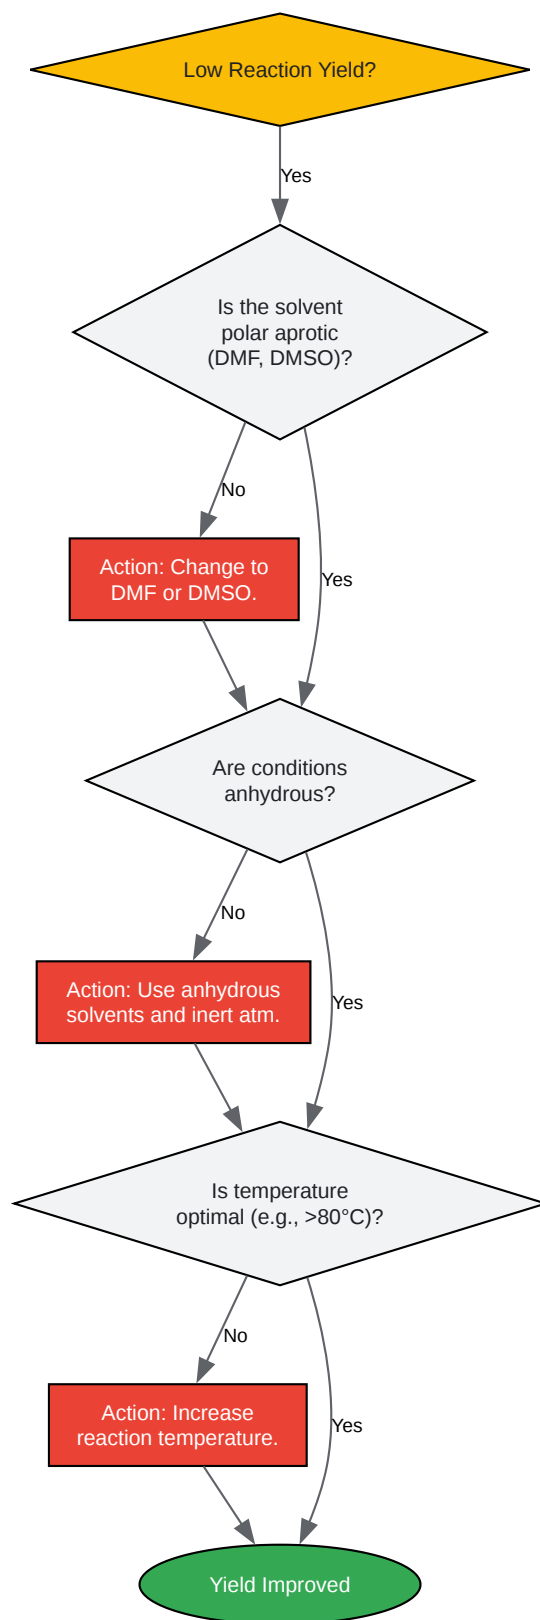 Low Reaction Yield?
Yes
Is the solvent
polar aprotic
(DMF, DMSO)?
No
Action: Change to
DMF or DMSO.
Yes
Are conditions
anhydrous?
No
Action: Use anhydrous
solvents and inert atm.
Yes
Is temperature
optimal (e.g., >80°C)?
No
Action: Increase
reaction temperature.
Yes
Yield Improved